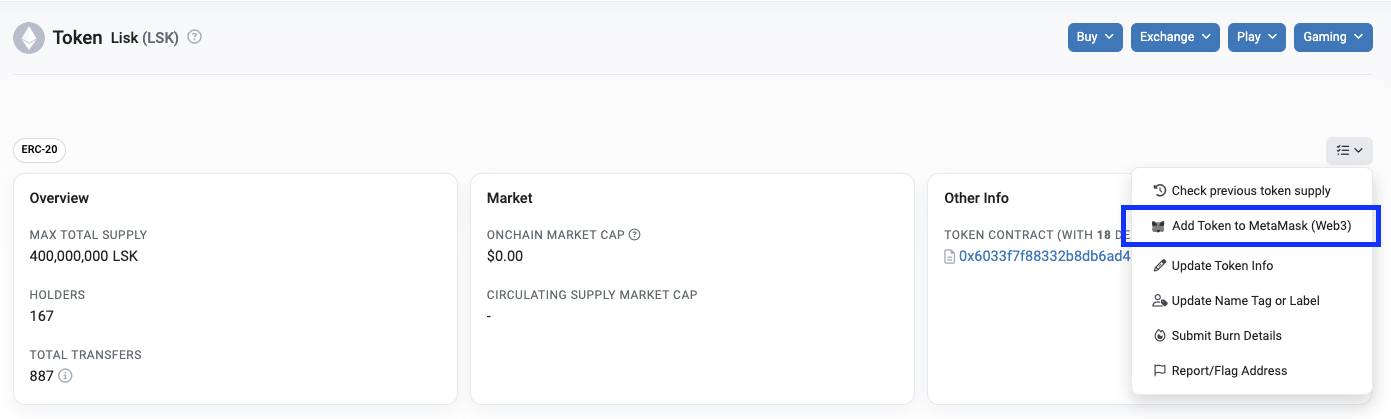 Token Lisk (LSK)
Buy
Exchange
Play
Gaming
ERC-20
Overview
MAX TOTAL SUPPLY
400,000,000 LSK
HOLDERS
167
TOTAL TRANSFERS
887
Market
ONCHAIN MARKET CAP
$0.00
CIRCULATING SUPPLY MARKET CAP
-
Other Info
TOKEN CONTRACT (WITH 18 DE
0x6033f7f88332b8db6ad4
Check previous token supply
Add Token to MetaMask (Web3)
Update Token Info
Update Name Tag or Label
Submit Burn Details
Report/Flag Address